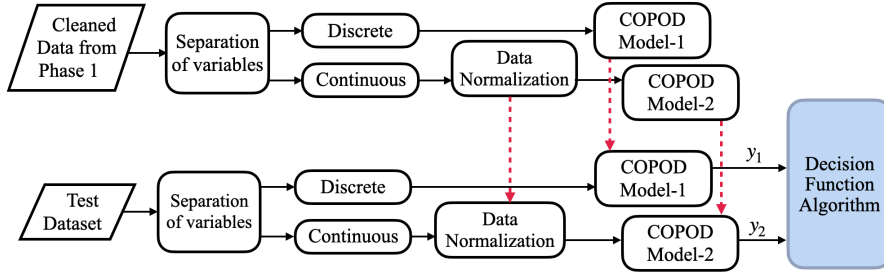 Cleaned
Data from
Phase 1
Separation
of variables
Discrete
Continuous
Data
Normalization
COPOD
Model-1
COPOD
Model-2
Test
Dataset
Separation
of variables
Discrete
Continuous
Data
Normalization
COPOD
Model-1
COPOD
Model-2
y₁
y₂
Decision
Function
Algorithm